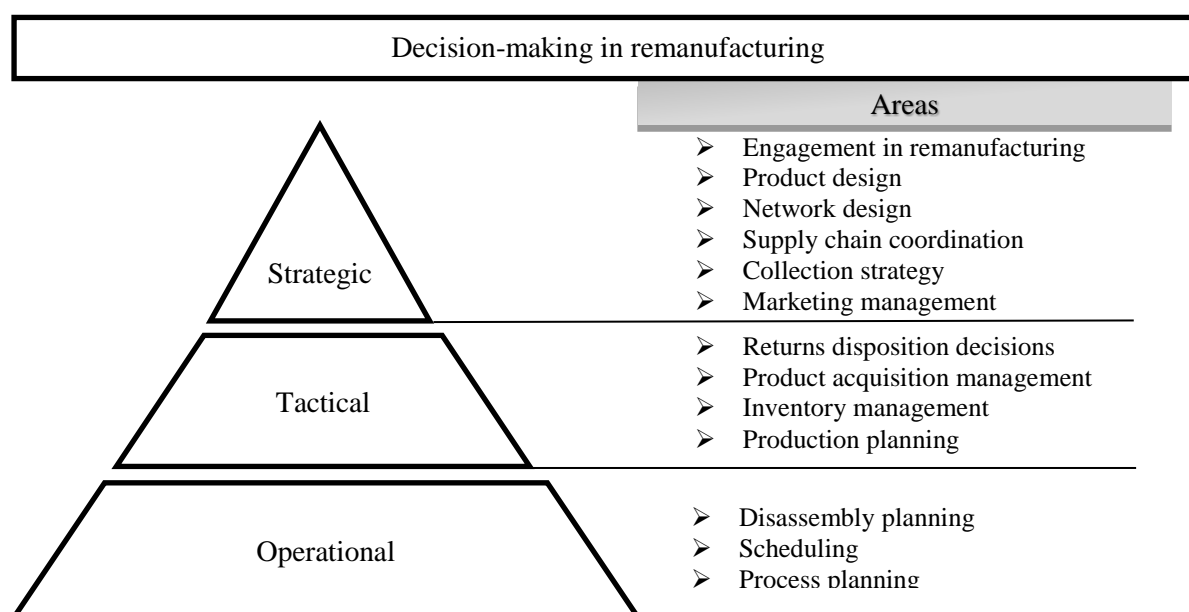 Decision-making in remanufacturing
Areas
➢ Engagement in remanufacturing
➢ Product design
➢ Network design
➢ Supply chain coordination
➢ Collection strategy
➢ Marketing management
Strategic
➢ Returns disposition decisions
➢ Product acquisition management
➢ Inventory management
➢ Production planning
Tactical
➢ Disassembly planning
➢ Scheduling
➢ Process planning
Operational